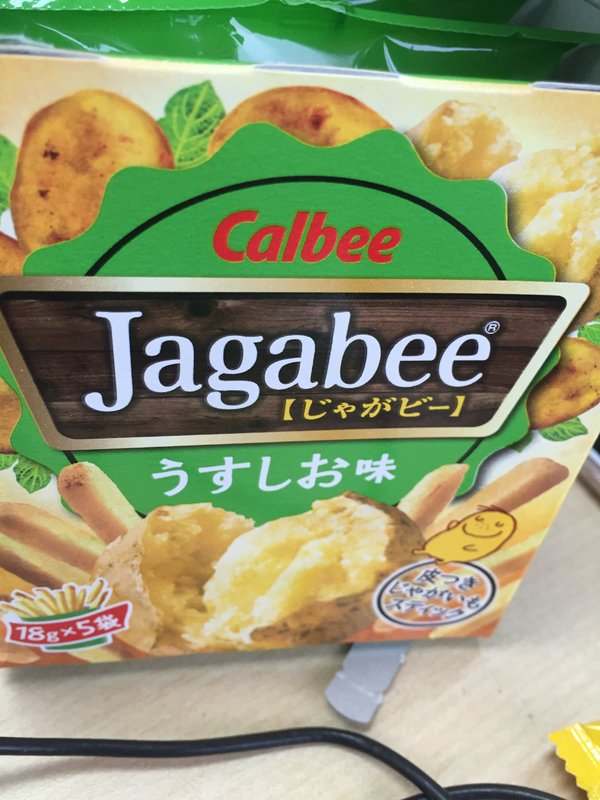 Calbee
Jagabee®
【じゃがビー】
うすしお味
皮つき
じゃがいも
スティック
18g×5袋